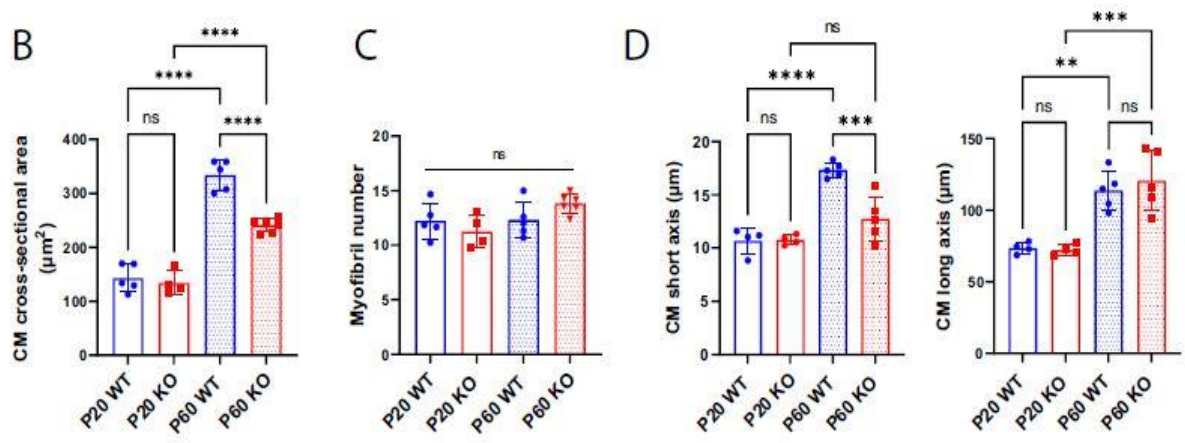 B
****
****
ns
****
CM cross-sectional area
(µm²)
400
300
200
100
0
P20 WT
P20 KO
P60 WT
P60 KO
C
ns
Myofibril number
20
15
10
5
0
P20 WT
P20 KO
P60 WT
P60 KO
D
ns
****
ns
***
CM short axis (µm)
20
15
10
5
0
P20 WT
P20 KO
P60 WT
P60 KO
***
**
ns
ns
CM long axis (µm)
150
100
50
0
P20 WT
P20 KO
P60 WT
P60 KO